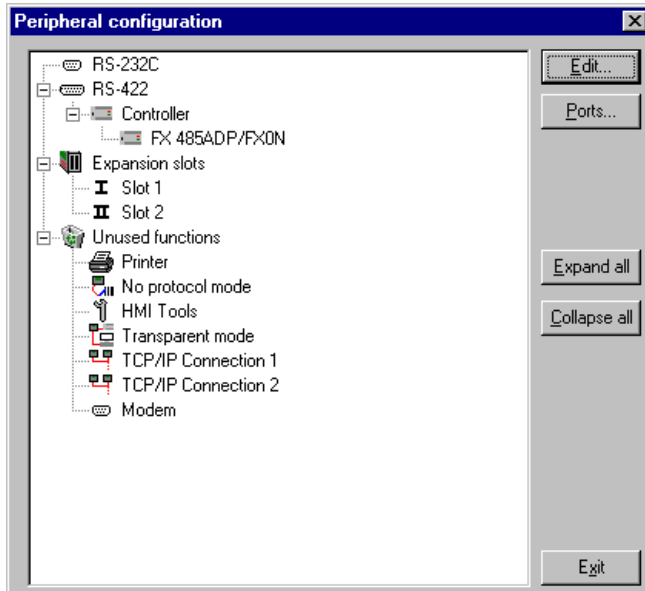 Peripheral configuration
RS-232C
RS-422
Controller
FX 485ADP/FX0N
Expansion slots
I Slot 1
II Slot 2
Unused functions
Printer
No protocol mode
HMI Tools
Transparent mode
TCP/IP Connection 1
TCP/IP Connection 2
Modem
Edit...
Ports...
Expand all
Collapse all
Exit